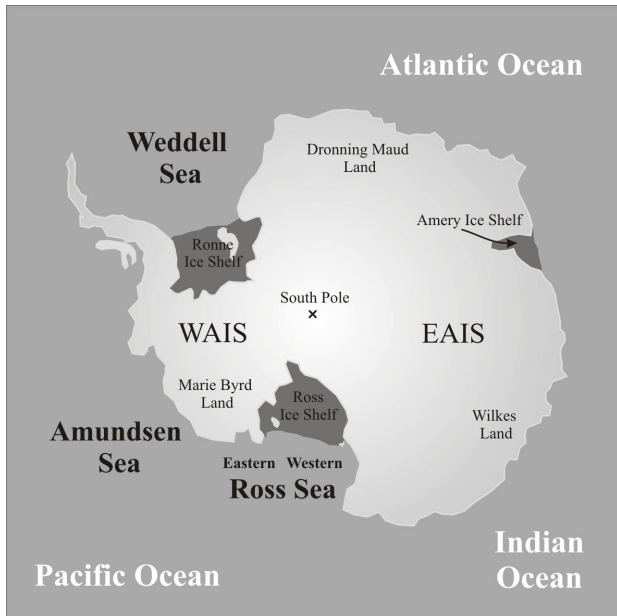 Atlantic Ocean
Weddell
Sea
Dronning Maud
Land
Amery Ice Shelf
Ronne
Ice Shelf
South Pole
WAIS
EAIS
Marie Byrd
Land
Ross
Ice Shelf
Wilkes
Land
Amundsen
Sea
Eastern Western
Ross Sea
Indian
Ocean
Pacific Ocean